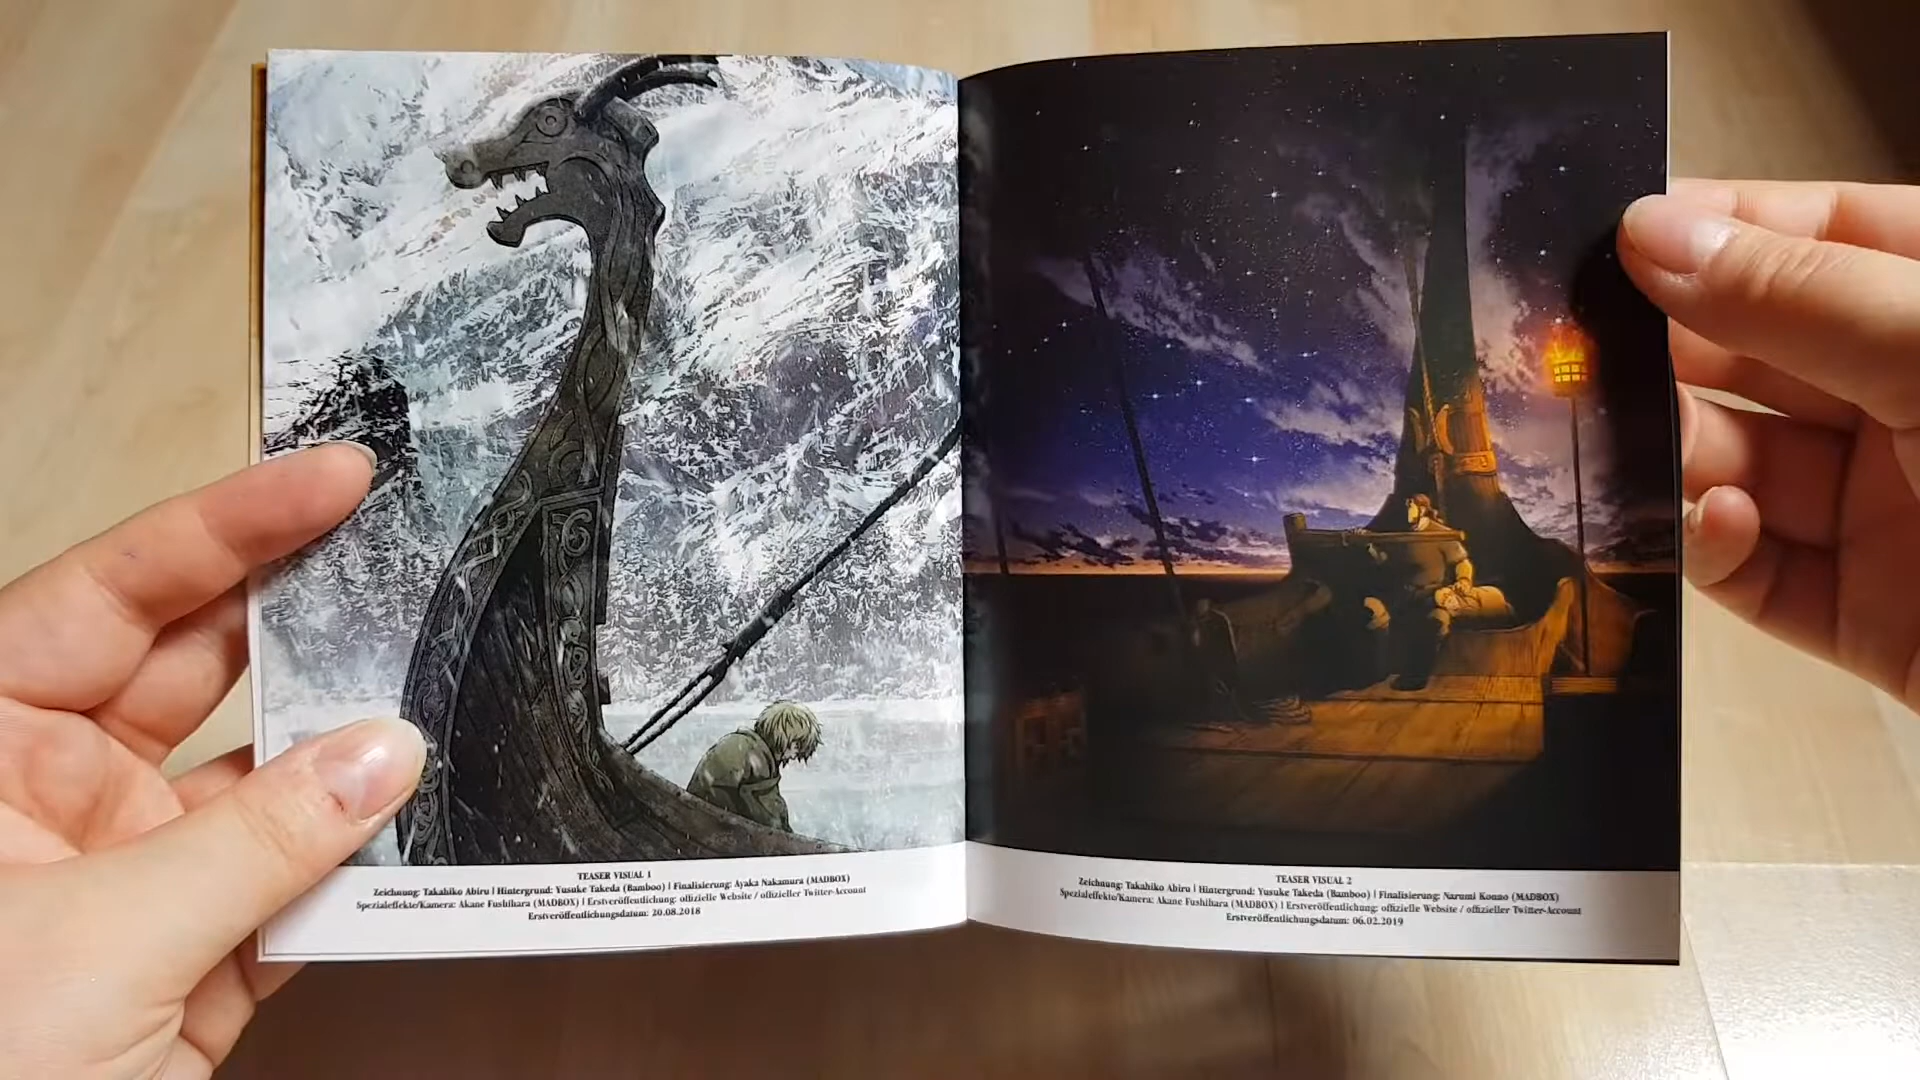 TEASER VISUAL 1
Zeichnung: Takahiko Abiru | Hintergrund: Yusuke Takeda (Bamboo) | Finalisierung: Ayaka Nakamura (MADBOX)
Spezialeffekte/Kamera: Akane Fushihara (MADBOX) | Erstveröffentlichung: offizielle Website / offizieller Twitter-Account
Erstveröffentlichungsdatum: 20.08.2018
TEASER VISUAL 2
Zeichnung: Takahiko Abiru | Hintergrund: Yusuke Takeda (Bamboo) | Finalisierung: Narumi Konno (MADBOX)
Spezialeffekte/Kamera: Akane Fushihara (MADBOX) | Erstveröffentlichung: offizielle Website / offizieller Twitter-Account
Erstveröffentlichungsdatum: 06.02.2019